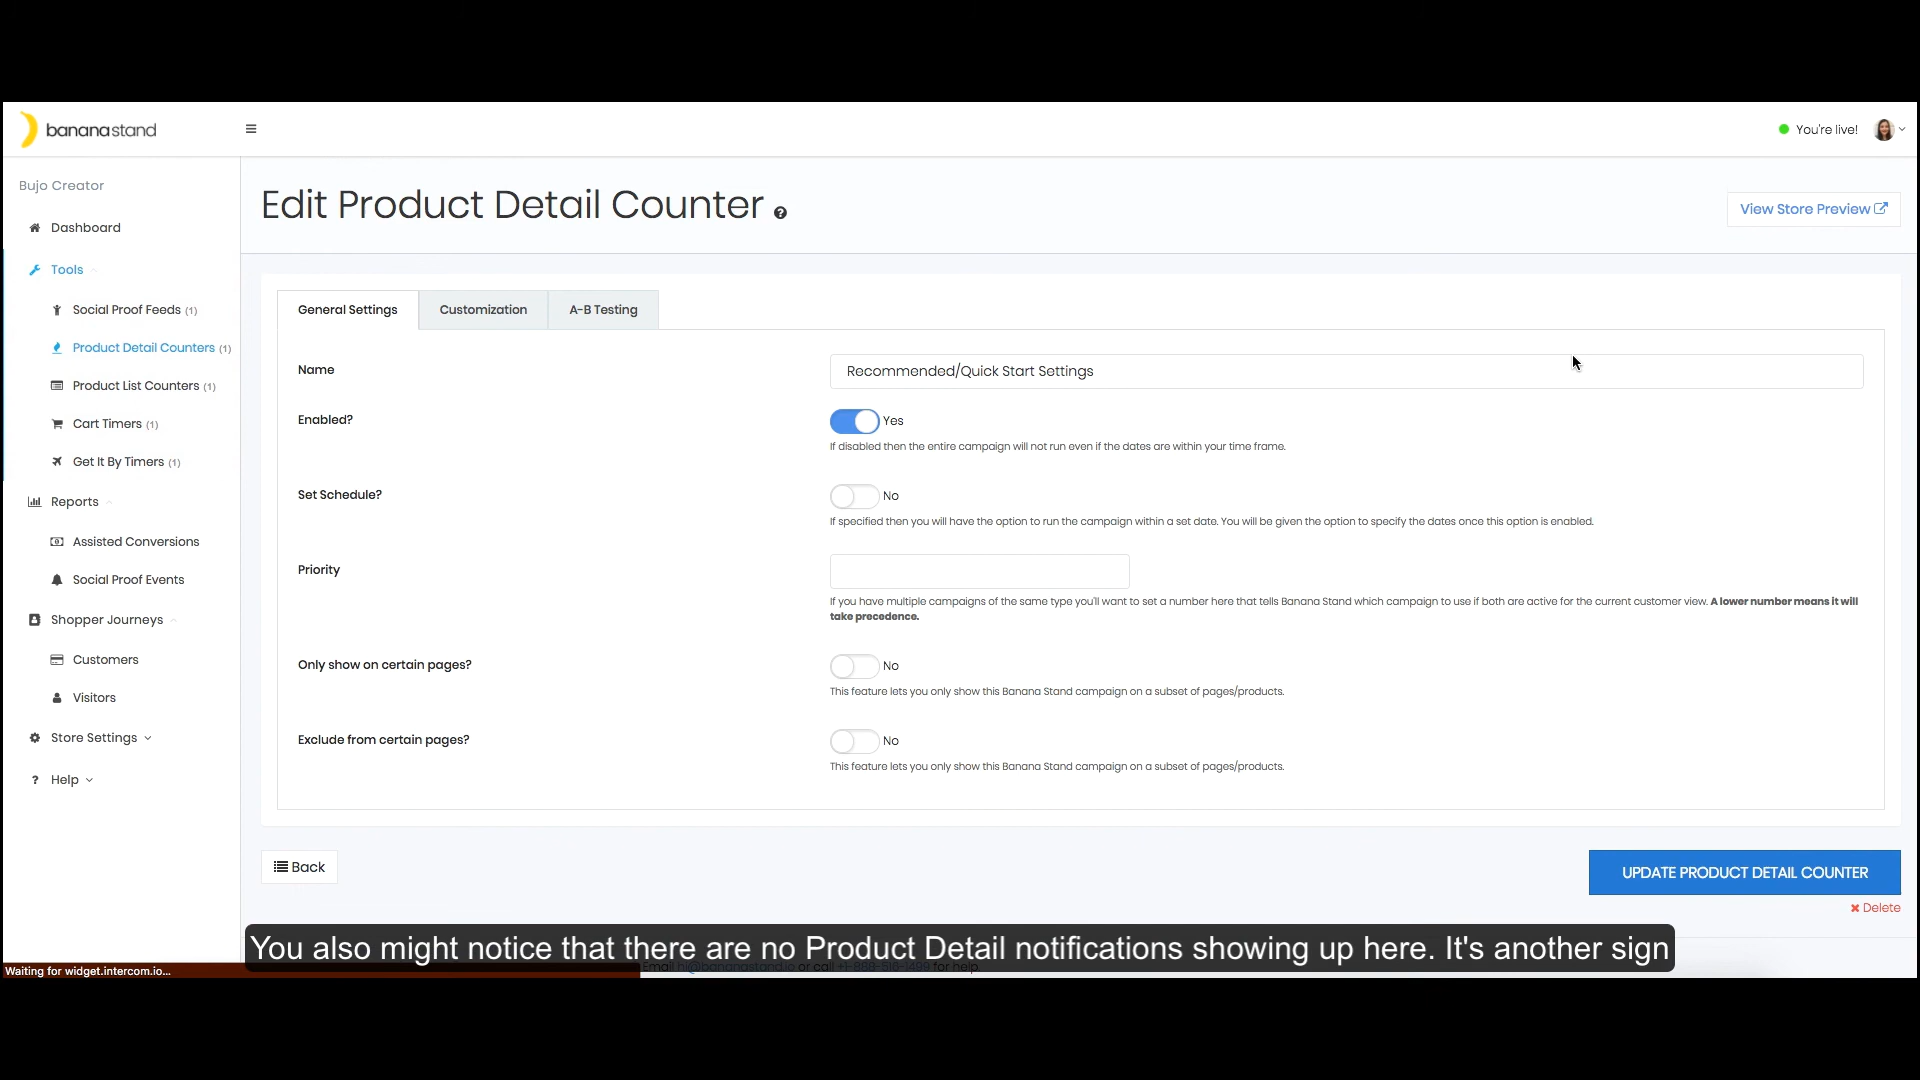 bananastand
You're live!
Bujo Creator
Dashboard
Tools
Social Proof Feeds (1)
Product Detail Counters (1)
Product List Counters (1)
Cart Timers (1)
Get It By Timers (1)
Reports
Assisted Conversions
Social Proof Events
Shopper Journeys
Customers
Visitors
Store Settings
Help
Edit Product Detail Counter
View Store Preview
General Settings
Customization
A-B Testing
Name
Recommended/Quick Start Settings
Enabled?
Yes
If disabled then the entire campaign will not run even if the dates are within your time frame.
Set Schedule?
No
If specified then you will have the option to run the campaign within a set date. You will be given the option to specify the dates once this option is enabled.
Priority
If you have multiple campaigns of the same type you'll want to set a number here that tells Banana Stand which campaign to use if both are active for the current customer view. A lower number means it will
take precedence.
Only show on certain pages?
No
This feature lets you only show this Banana Stand campaign on a subset of pages/products.
Exclude from certain pages?
No
This feature lets you only show this Banana Stand campaign on a subset of pages/products.
Back
UPDATE PRODUCT DETAIL COUNTER
Delete
You also might notice that there are no Product Detail notifications showing up here. It's another sign
Waiting for widget.intercom.io...